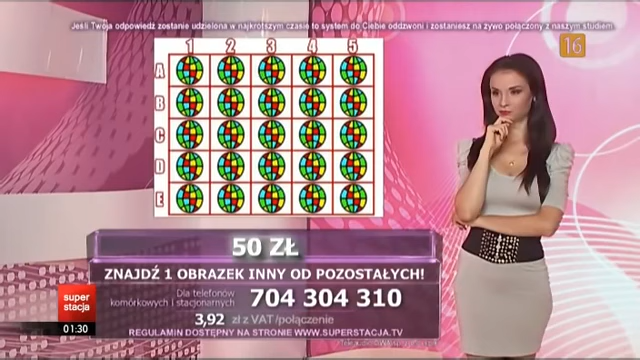 Jeśli Twoja odpowiedź zostanie udzielona w najkrótszym czasie to system do Ciebie oddzwoni i zostaniesz na żywo połączony z naszym studiem.
16
1 2 3 4 5
A
B
C
D
E
50 ZŁ
ZNAJDŹ 1 OBRAZEK INNY OD POZOSTAŁYCH!
Dla telefonów
komórkowych i stacjonarnych
704 304 310
3,92 zł z VAT/połączenie
REGULAMIN DOSTĘPNY NA STRONIE WWW.SUPERSTACJA.TV
super
stacja
01:30